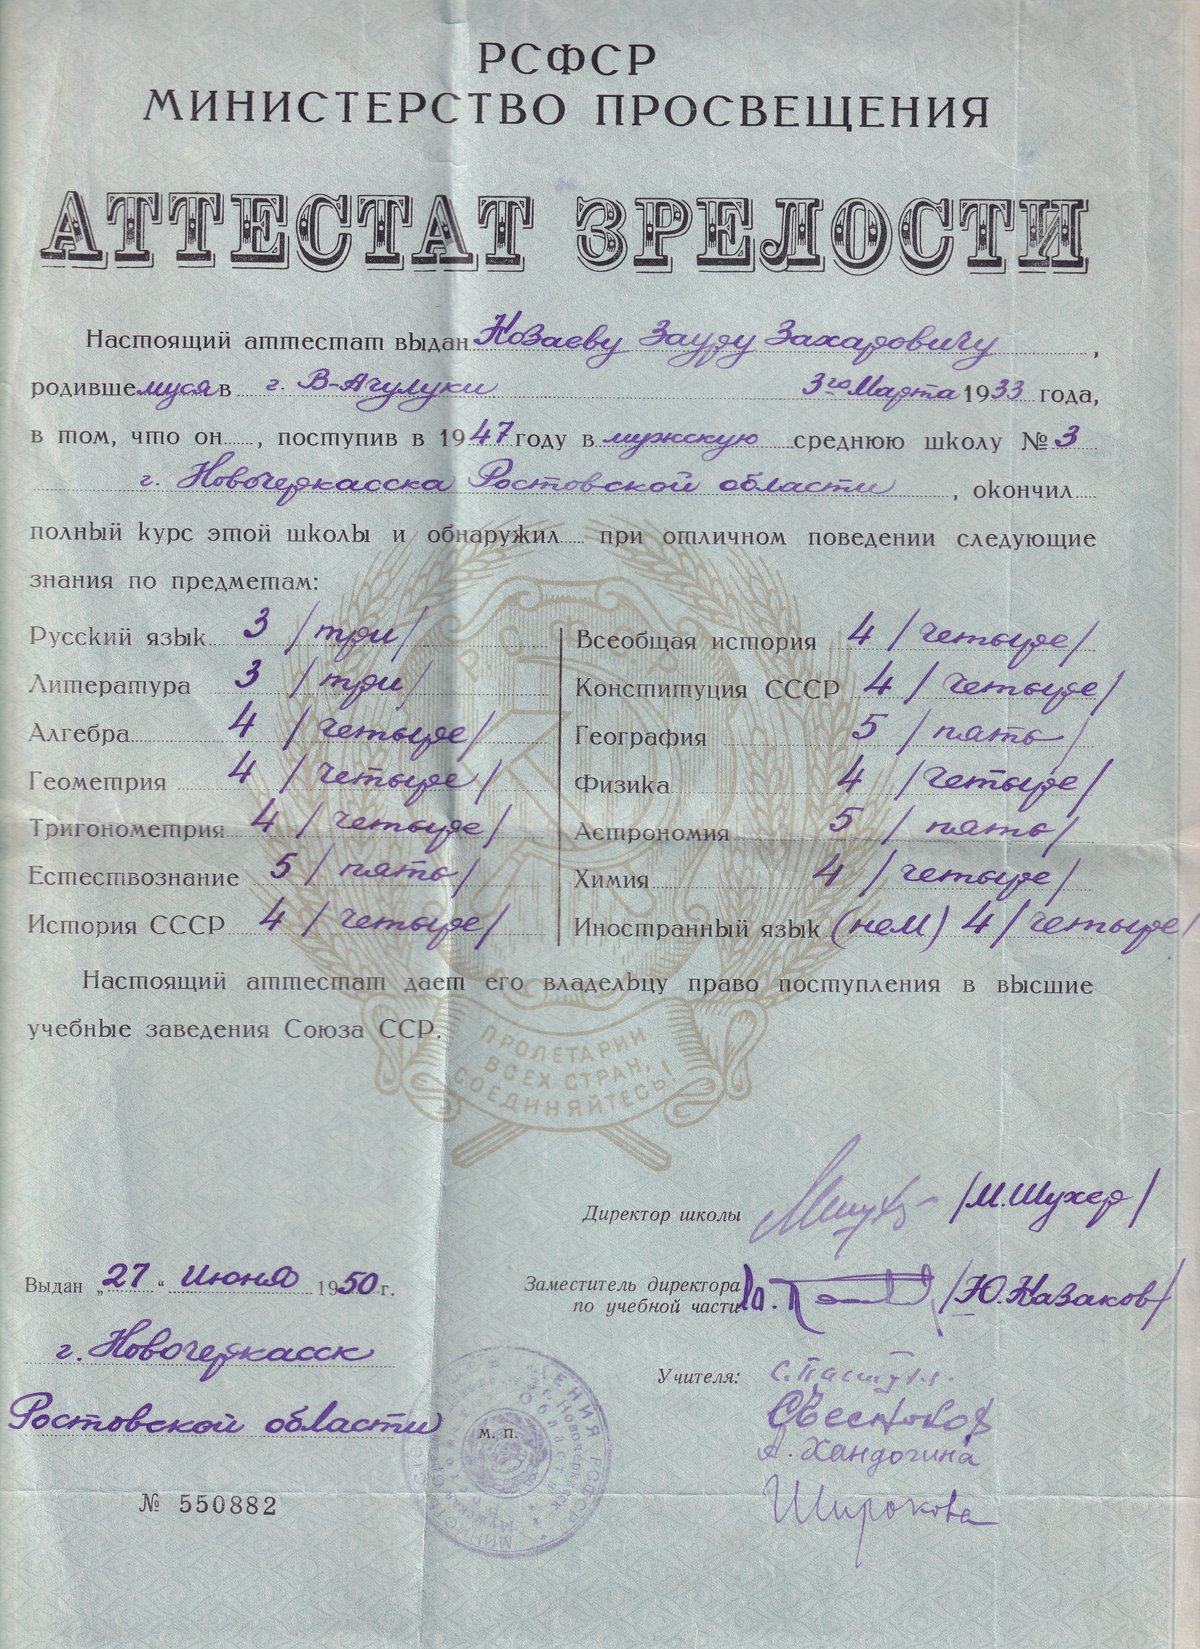 РСФСР
МИНИСТЕРСТВО ПРОСВЕЩЕНИЯ
АТТЕСТАТ ЗРЕЛОСТИ
Настоящий аттестат выдан Козаеву Зауру Захаровичу,
родившемуся в г. В-Ачулуки 3го Марта 1933 года,
в том, что он, поступив в 1947 году в мужскую среднюю школу № 3
г. Новочеркасска Ростовской области, окончил
полный курс этой школы и обнаружил при отличном поведении следующие
знания по предметам:
Русский язык 3 /три/
Литература 3 /три/
Алгебра 4 /четыре/
Геометрия 4 /четыре/
Тригонометрия 4 /четыре/
Естествознание 5 /пять/
История СССР 4 /четыре/
Всеобщая история 4 /четыре/
Конституция СССР 4 /четыре/
География 5 /пять/
Физика 4 /четыре/
Астрономия 5 /пять/
Химия 4 /четыре/
Иностранный язык (нем) 4 /четыре/
Настоящий аттестат дает его владельцу право поступления в высшие
учебные заведения Союза ССР.
РСФСР
ПРОЛЕТАРИИ
ВСЕХ СТРАН,
СОЕДИНЯЙТЕСЬ!
Директор школы /М. Шухер/
Выдан „27“ июня 1950 г.
Заместитель директора
по учебной части /Ю. Казаков/
г. Новочеркасск
Ростовской области
Учителя:
А. Хандогина
Широкова
м. п.
№ 550882